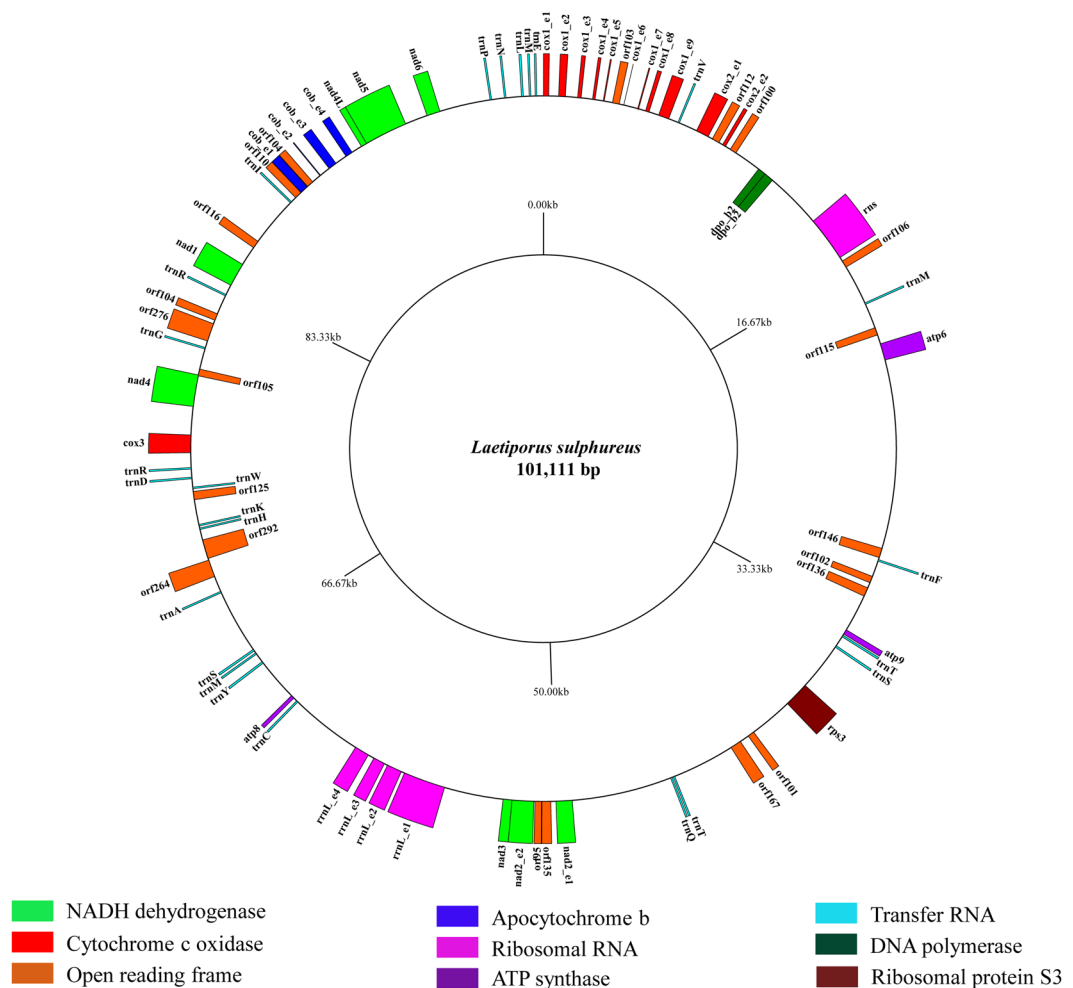 trnP
trnN
trnL
trnM
trnE
cox1_e1
cox1_e2
cox1_e3
cox1_e4
cox1_e5
orf103
cox1_e6
cox1_e7
cox1_e8
cox1_e9
trnV
cox2_e1
orf112
cox2_e2
orf100
dpo_b2
dpo_b2
rns
orf106
trnM
orf115
atp6
orf146
trnF
orf102
orf136
atp9
trnT
trnS
rps3
orf101
orf167
trnT
trnQ
nad2_e1
orf135
nad2_e2
nad3
rrnL_e1
rrnL_e2
rrnL_e3
rrnL_e4
trnC
atp8
trnY
trnM
trnS
trnA
orf264
orf292
trnH
trnK
orf125
trnW
trnD
trnR
cox3
nad4
orf105
trnG
orf276
orf104
trnR
nad1
orf116
trnI
orf110
cob_e1
orf104
cob_e2
cob_e3
cob_e4
nad4L
nad5
nad6
0.00kb
16.67kb
33.33kb
50.00kb
66.67kb
83.33kb
Laetiporus sulphureus
101,111 bp
NADH dehydrogenase
Cytochrome c oxidase
Open reading frame
Apocytochrome b
Ribosomal RNA
ATP synthase
Transfer RNA
DNA polymerase
Ribosomal protein S3